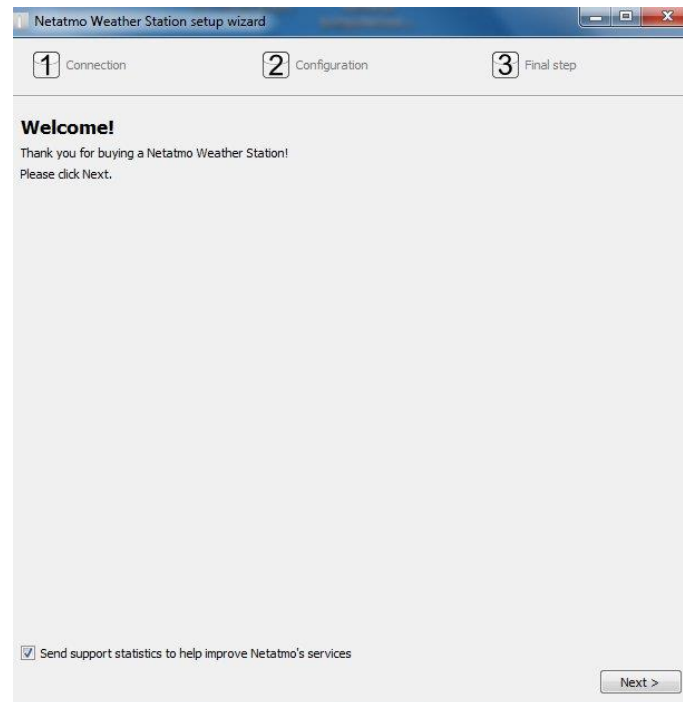 Netatmo Weather Station setup wizard
1 Connection
2 Configuration
3 Final step
Welcome!
Thank you for buying a Netatmo Weather Station!
Please click Next.
Send support statistics to help improve Netatmo's services
Next >